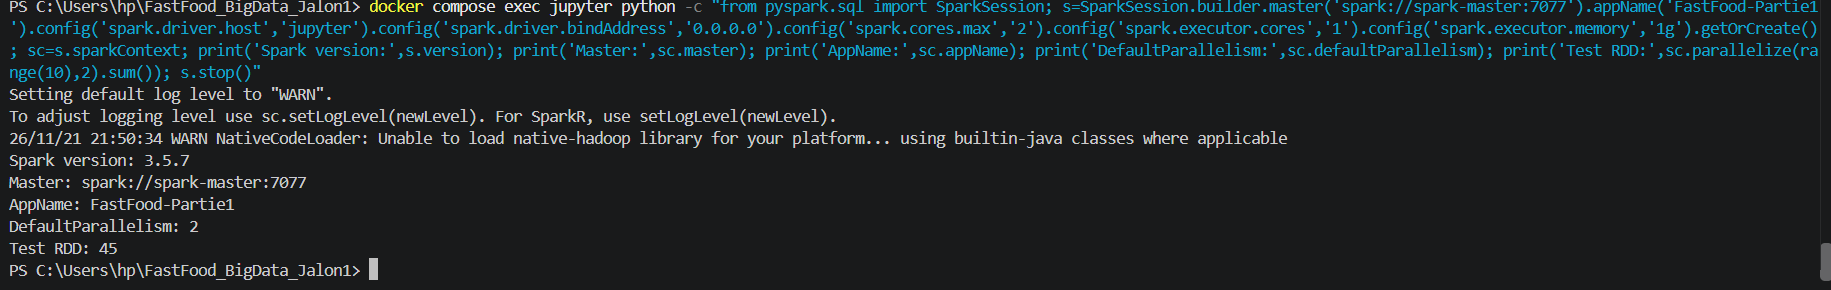 PS C:\Users\hp\FastFood_BigData_Jalon1> docker compose exec jupyter python -c "from pyspark.sql import SparkSession; s=SparkSession.builder.master('spark://spark-master:7077').appName('FastFood-Partie1
').config('spark.driver.host','jupyter').config('spark.driver.bindAddress','0.0.0.0').config('spark.cores.max','2').config('spark.executor.cores','1').config('spark.executor.memory','1g').getOrCreate()
; sc=s.sparkContext; print('Spark version:',s.version); print('Master:',sc.master); print('AppName:',sc.appName); print('DefaultParallelism:',sc.defaultParallelism); print('Test RDD:',sc.parallelize(ra
nge(10),2).sum()); s.stop()"
Setting default log level to "WARN".
To adjust logging level use sc.setLogLevel(newLevel). For SparkR, use setLogLevel(newLevel).
26/11/21 21:50:34 WARN NativeCodeLoader: Unable to load native-hadoop library for your platform... using builtin-java classes where applicable
Spark version: 3.5.7
Master: spark://spark-master:7077
AppName: FastFood-Partie1
DefaultParallelism: 2
Test RDD: 45
PS C:\Users\hp\FastFood_BigData_Jalon1>